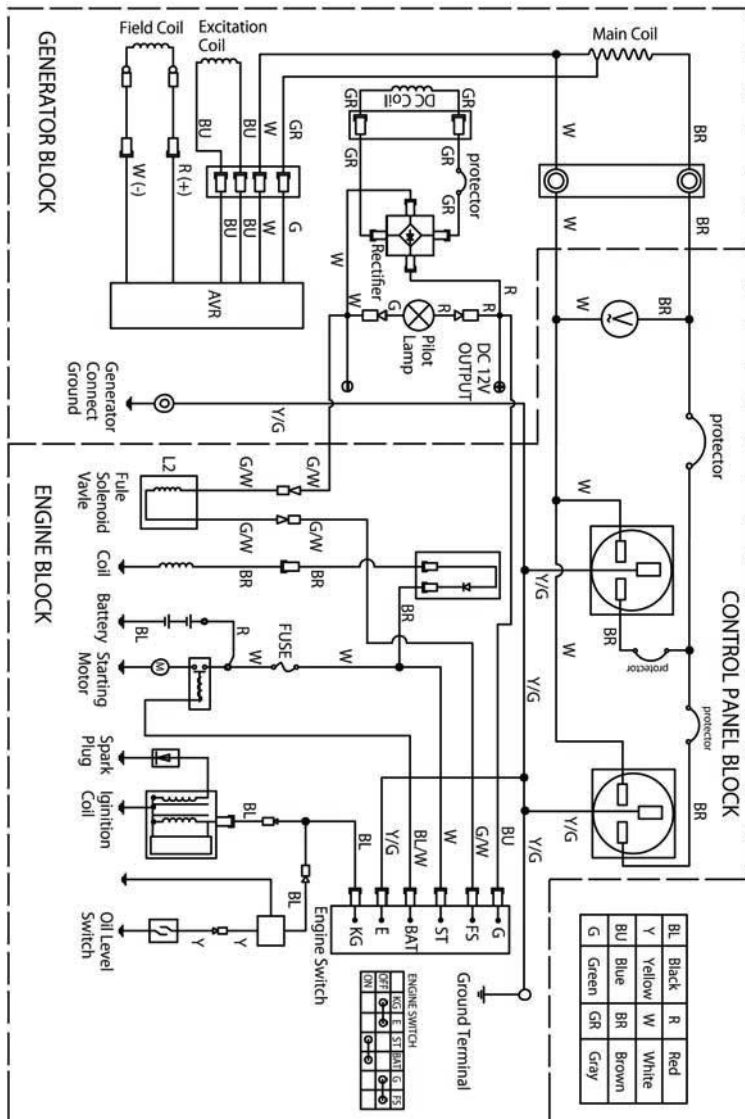 GENERATOR BLOCK
Field Coil
Excitation
Coil
Main Coil
W (-)
R (+)
BU
BU
W
GR
BU
BU
W
G
AVR
DC Coil
GR
GR
GR
GR
protector
GR
Rectifier
W
W
G
R
R
R
Pilot
Lamp
DC 12V
OUTPUT
W
BR
W
BR
Generator
Connect
Ground
Y/G
CONTROL PANEL BLOCK
W
V
~
BR
protector
W
Y/G
BR
protector
W
protector
BR
Y/G
Y/G
Y/G
ENGINE BLOCK
L2
Fule
Solenoid
Vavle
G/W
G/W
G/W
G/W
Coil
BR
BR
BR
Battery
BL
R
Starting
Motor
M
W
FUSE
W
Spark
Plug
Iginition
Coil
BL
BL
Oil Level
Switch
Y
Y
BL
Y/G
BL/W
W
G/W
BU
KG
E
BAT
ST
FS
G
Engine Switch
Ground Terminal
ENGINE SWITCH
KG E ST BAT G FS
OFF
ON
BL Black R Red
Y Yellow W White
BU Blue BR Brown
G Green GR Gray